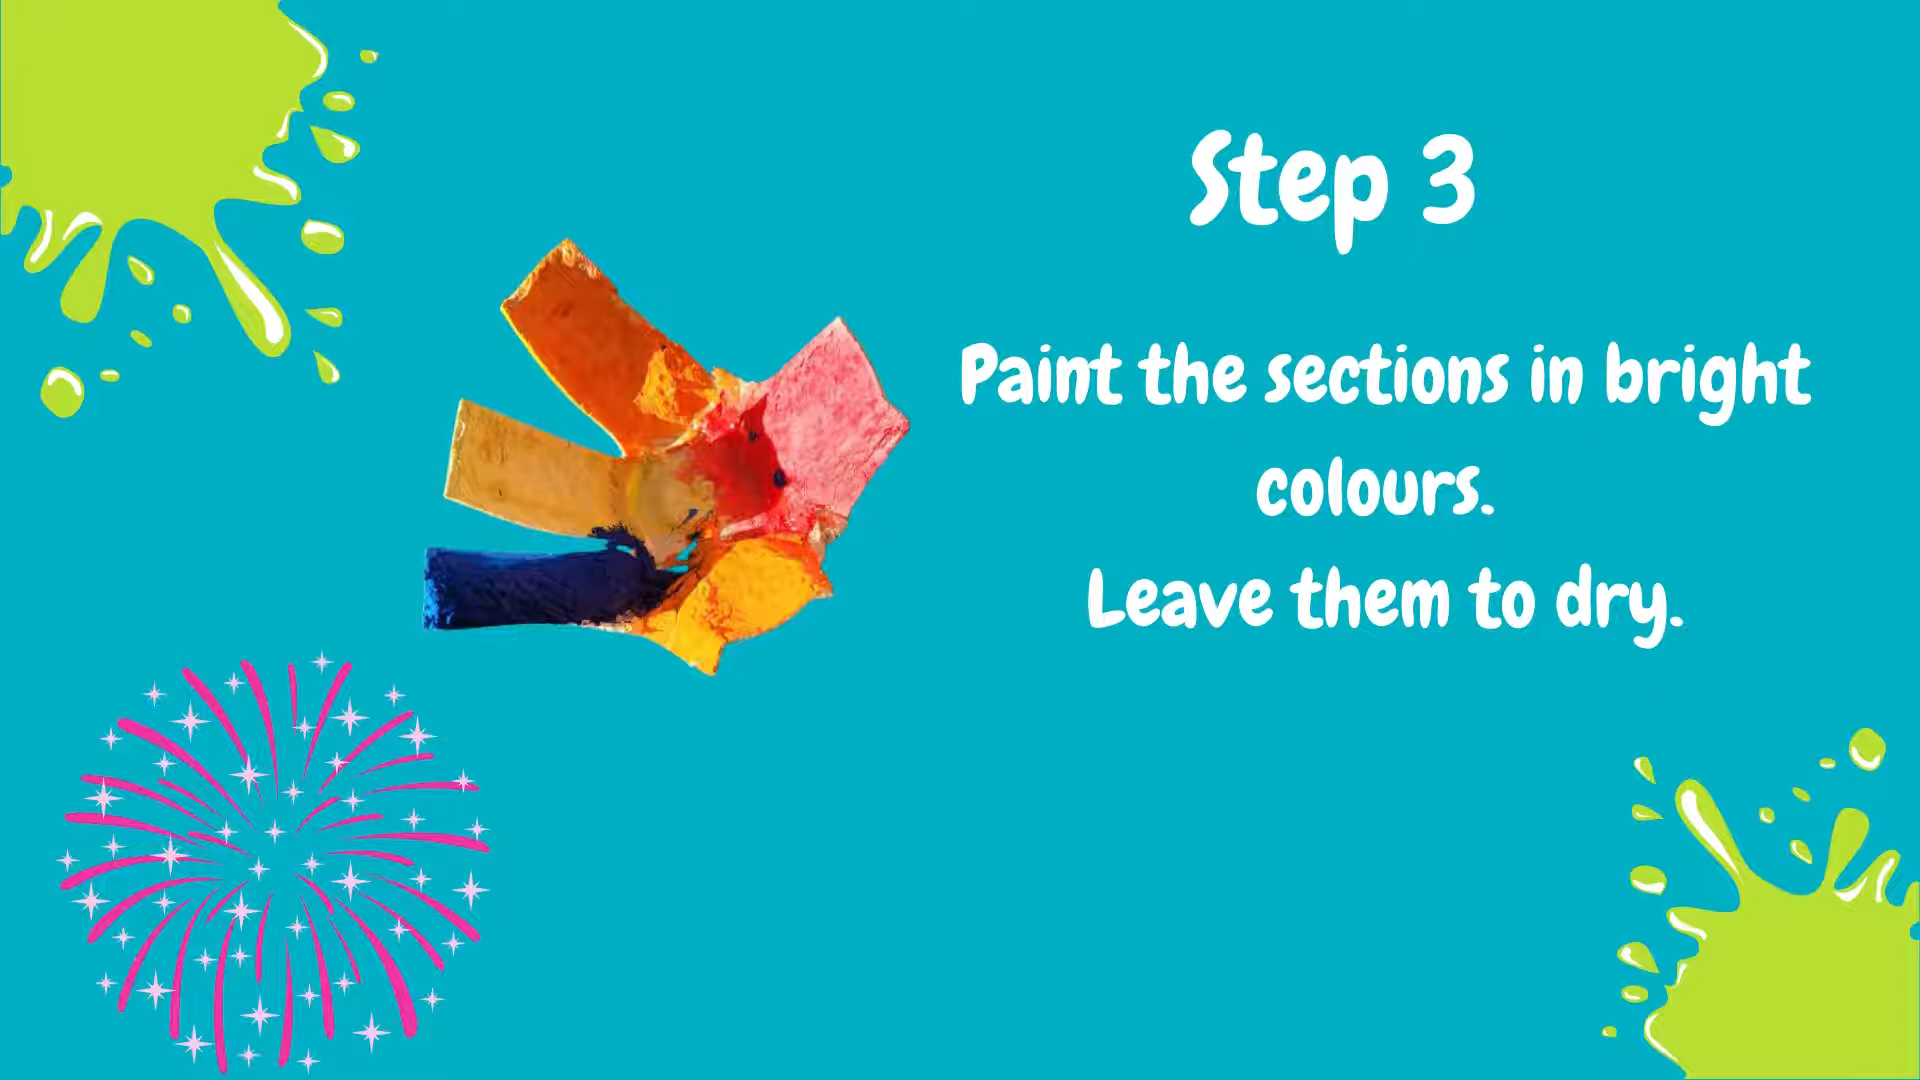 Step 3
Paint the sections in bright
colours.
Leave them to dry.